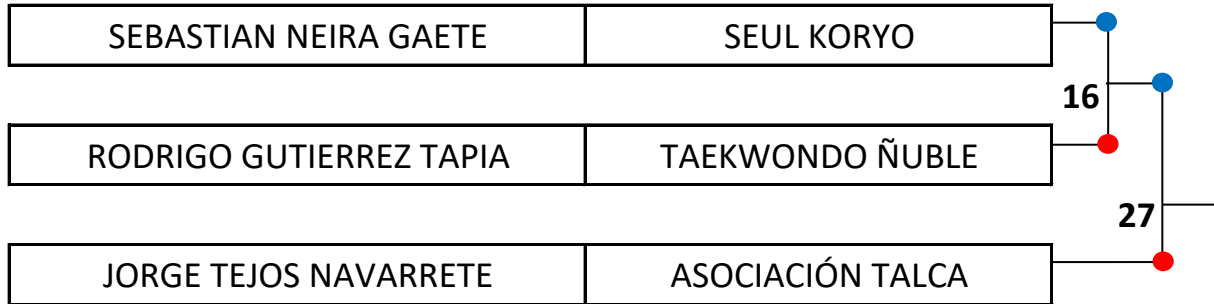 SEBASTIAN NEIRA GAETE SEUL KORYO
16
RODRIGO GUTIERREZ TAPIA TAEKWONDO ÑUBLE
27
JORGE TEJOS NAVARRETE ASOCIACIÓN TALCA